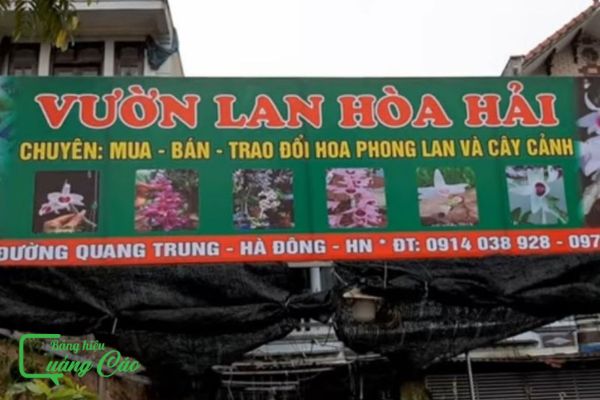 VƯỜN LAN HÒA HẢI
CHUYÊN: MUA - BÁN - TRAO ĐỔI HOA PHONG LAN VÀ CÂY CẢNH
ĐƯỜNG QUANG TRUNG - HÀ ĐÔNG - HN * ĐT: 0914 038 928 - 097
Bảng hiệu
Quảng Cáo